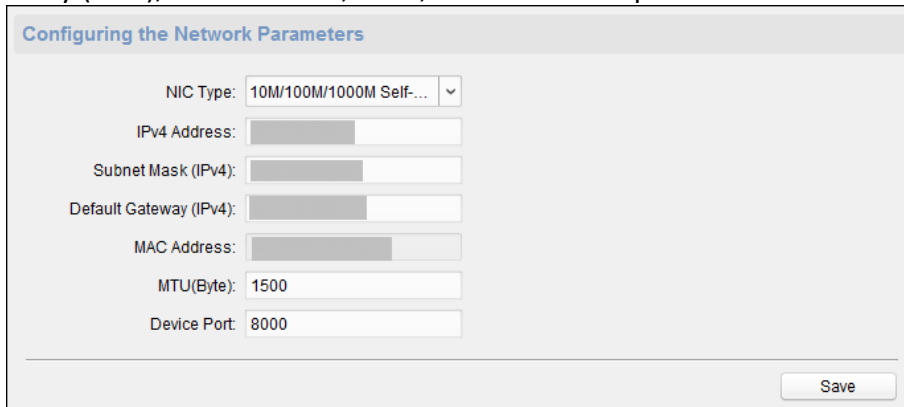 Configuring the Network Parameters
NIC Type: 10M/100M/1000M Self-...
IPv4 Address:
Subnet Mask (IPv4):
Default Gateway (IPv4):
MAC Address:
MTU(Byte): 1500
Device Port: 8000
Save